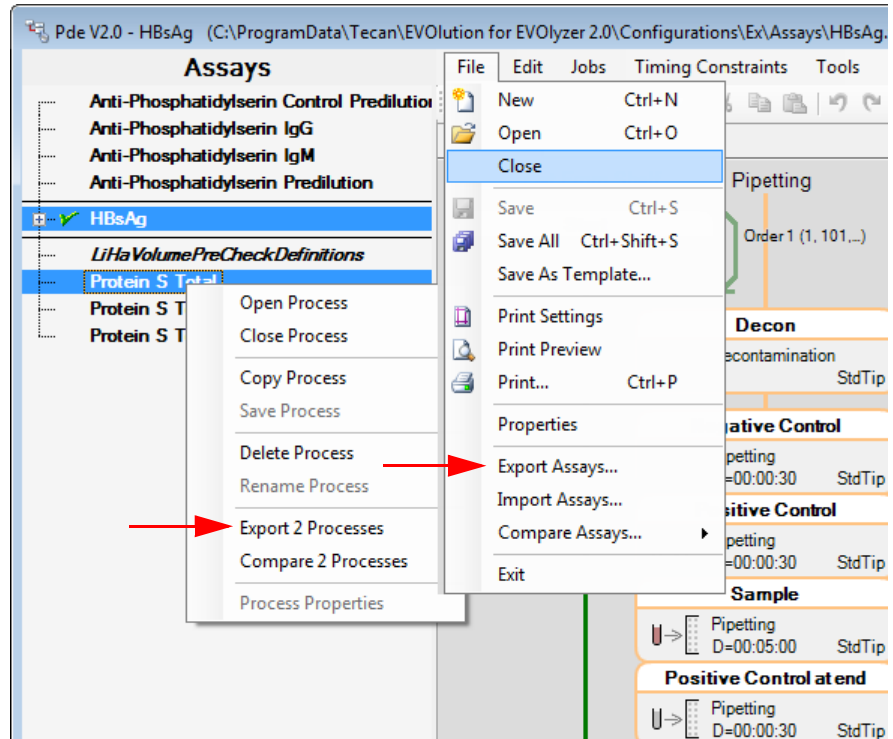 Pde V2.0 - HBsAg (C:\ProgramData\Tecan\EVOlution for EVOlyzer 2.0\Configurations\Ex\Assays\HBsAg.
Assays
Anti-Phosphatidylserin Control Predilution
Anti-Phosphatidylserin IgG
Anti-Phosphatidylserin IgM
Anti-Phosphatidylserin Predilution
HBsAg
LiHaVolumePreCheckDefinitions
Protein S Total
Protein S T
Protein S T
Open Process
Close Process
Copy Process
Save Process
Delete Process
Rename Process
Export 2 Processes
Compare 2 Processes
Process Properties
File Edit Jobs Timing Constraints Tools
New Ctrl+N
Open Ctrl+O
Close
Save Ctrl+S
Save All Ctrl+Shift+S
Save As Template...
Print Settings
Print Preview
Print... Ctrl+P
Properties
Export Assays...
Import Assays...
Compare Assays...
Exit
Pipetting
Order 1 (1, 101,...)
Decon
econtamination
StdTip
ative Control
petting
=00:00:30 StdTip
sitive Control
petting
=00:00:30 StdTip
Sample
Pipetting
D=00:05:00 StdTip
Positive Control at end
Pipetting
D=00:00:30 StdTip